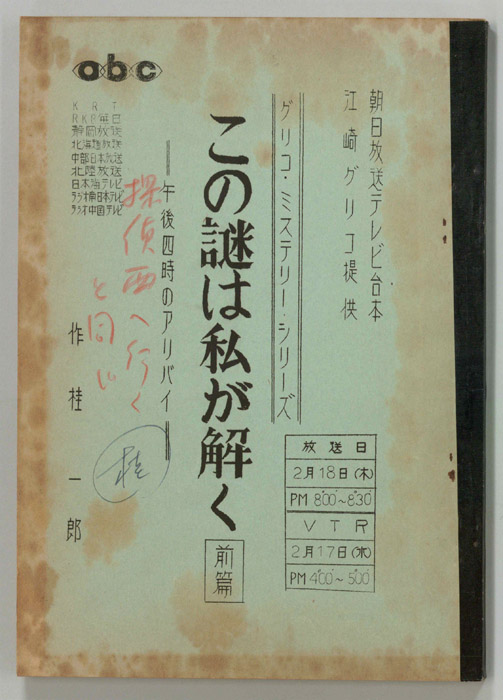 朝日放送テレビ台本
江崎グリコ提供
グリコ・ミステリー・シリーズ
この謎は私が解く
前篇
午後四時のアリバイ
作 桂一郎
探偵西へ行く
と同じ
桂
abc
KRT
RKB毎日
静岡放送
北海道放送
中部日本放送
北陸放送
日本海テレビ
ラジオ南日本テレビ
ラジオ中国テレビ
放送日
2月18日(木)
PM 8°00'~8°30'
VTR
2月17日(水)
PM 4°00'~5°00'